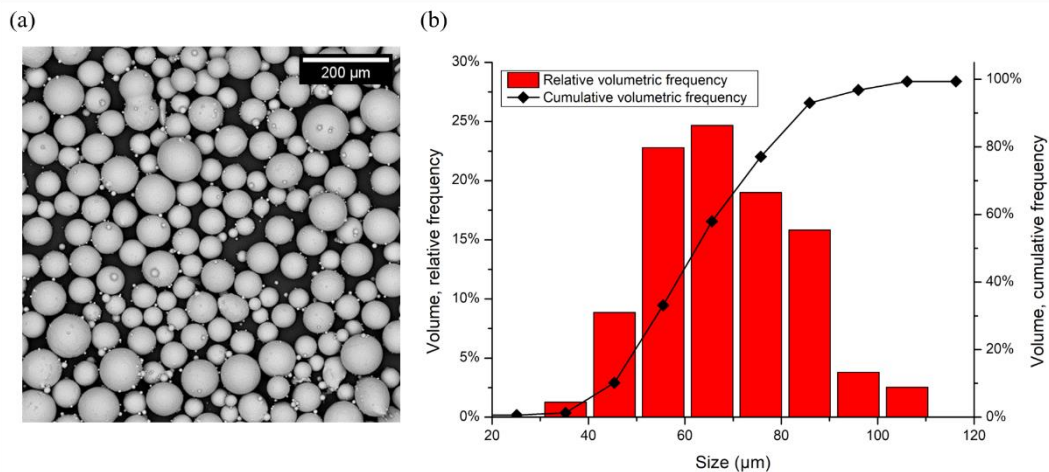 (a)
200 µm
(b)
Relative volumetric frequency
Cumulative volumetric frequency
Volume, relative frequency
30%
25%
20%
15%
10%
5%
0%
100%
80%
60%
40%
20%
0%
Volume, cumulative frequency
20 40 60 80 100 120
Size (µm)